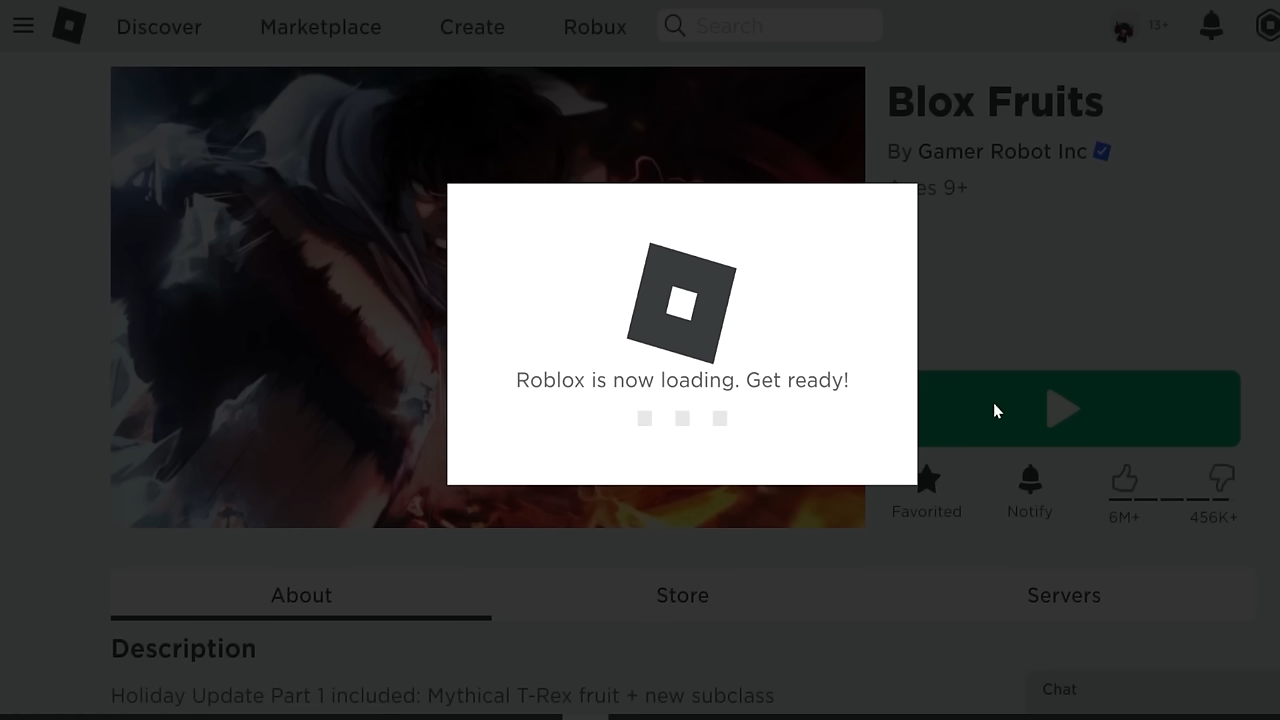 Discover Marketplace Create Robux Search 13+
Blox Fruits
By Gamer Robot Inc
9+
Roblox is now loading. Get ready!
Favorited Notify 6M+ 456K+
About Store Servers
Description
Holiday Update Part 1 included: Mythical T-Rex fruit + new subclass
Chat